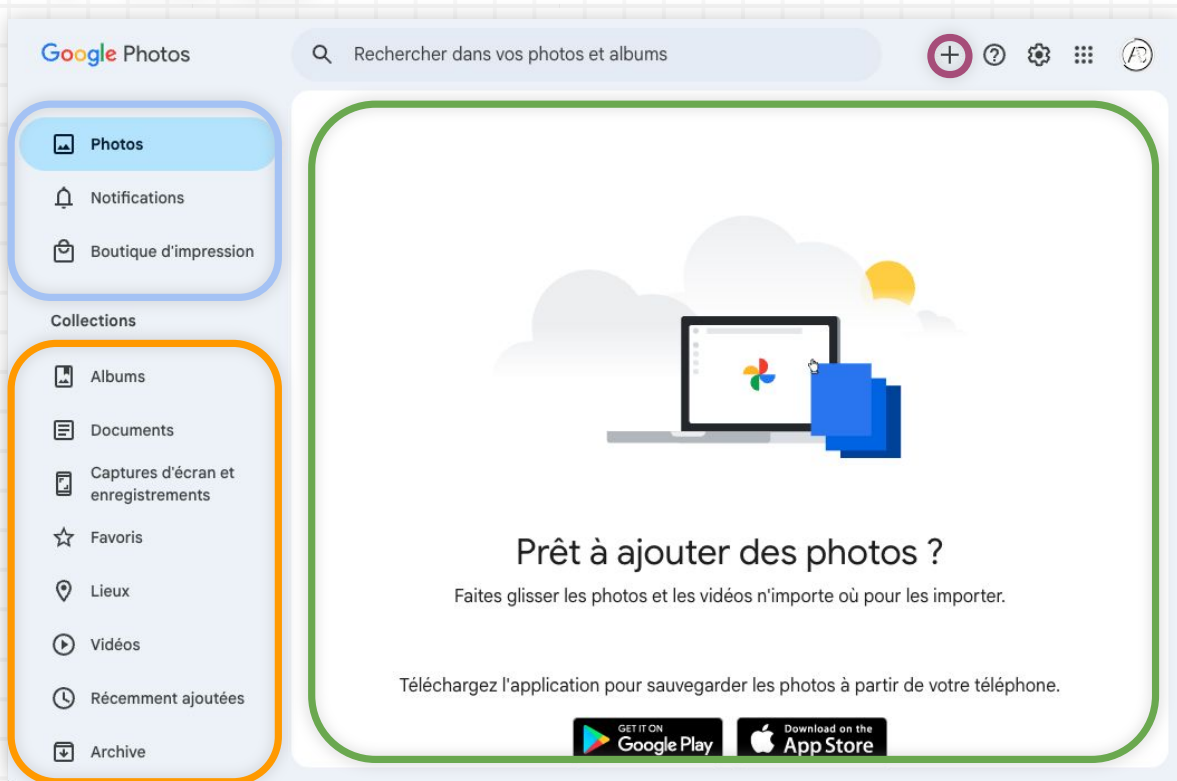 Google Photos
Rechercher dans vos photos et albums
Photos
Notifications
Boutique d'impression
Collections
Albums
Documents
Captures d'écran et
enregistrements
Favoris
Lieux
Vidéos
Récemment ajoutées
Archive
Prêt à ajouter des photos ?
Faites glisser les photos et les vidéos n'importe où pour les importer.
Téléchargez l'application pour sauvegarder les photos à partir de votre téléphone.
GET IT ON
Google Play
Download on the
App Store